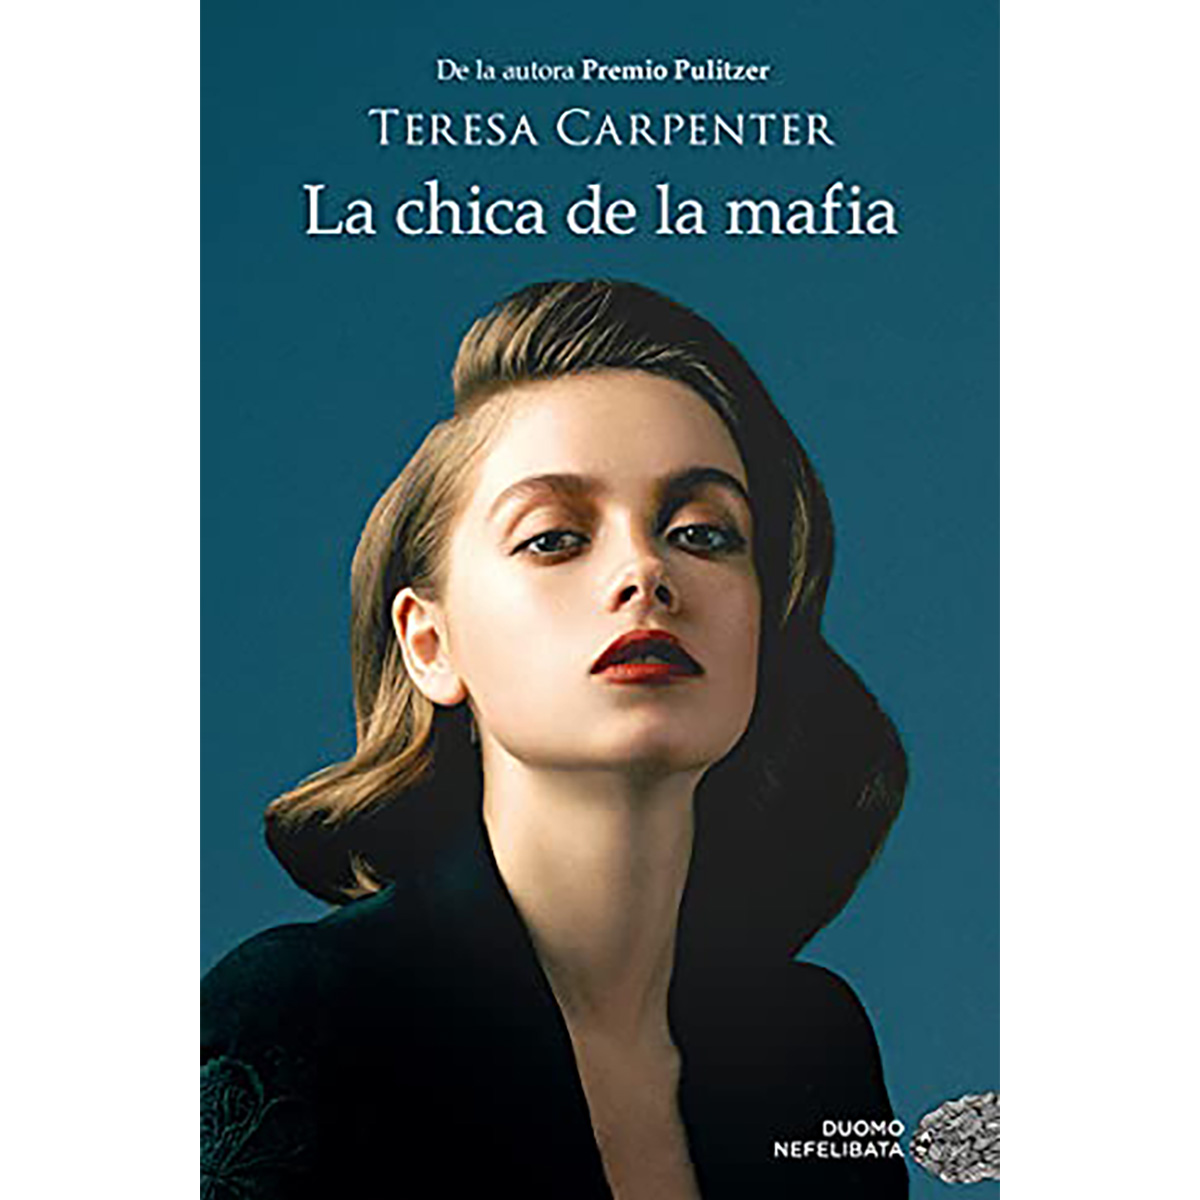 De la autora Premio Pulitzer
TERESA CARPENTER
La chica de la mafia
DUOMO
NEFELIBATA